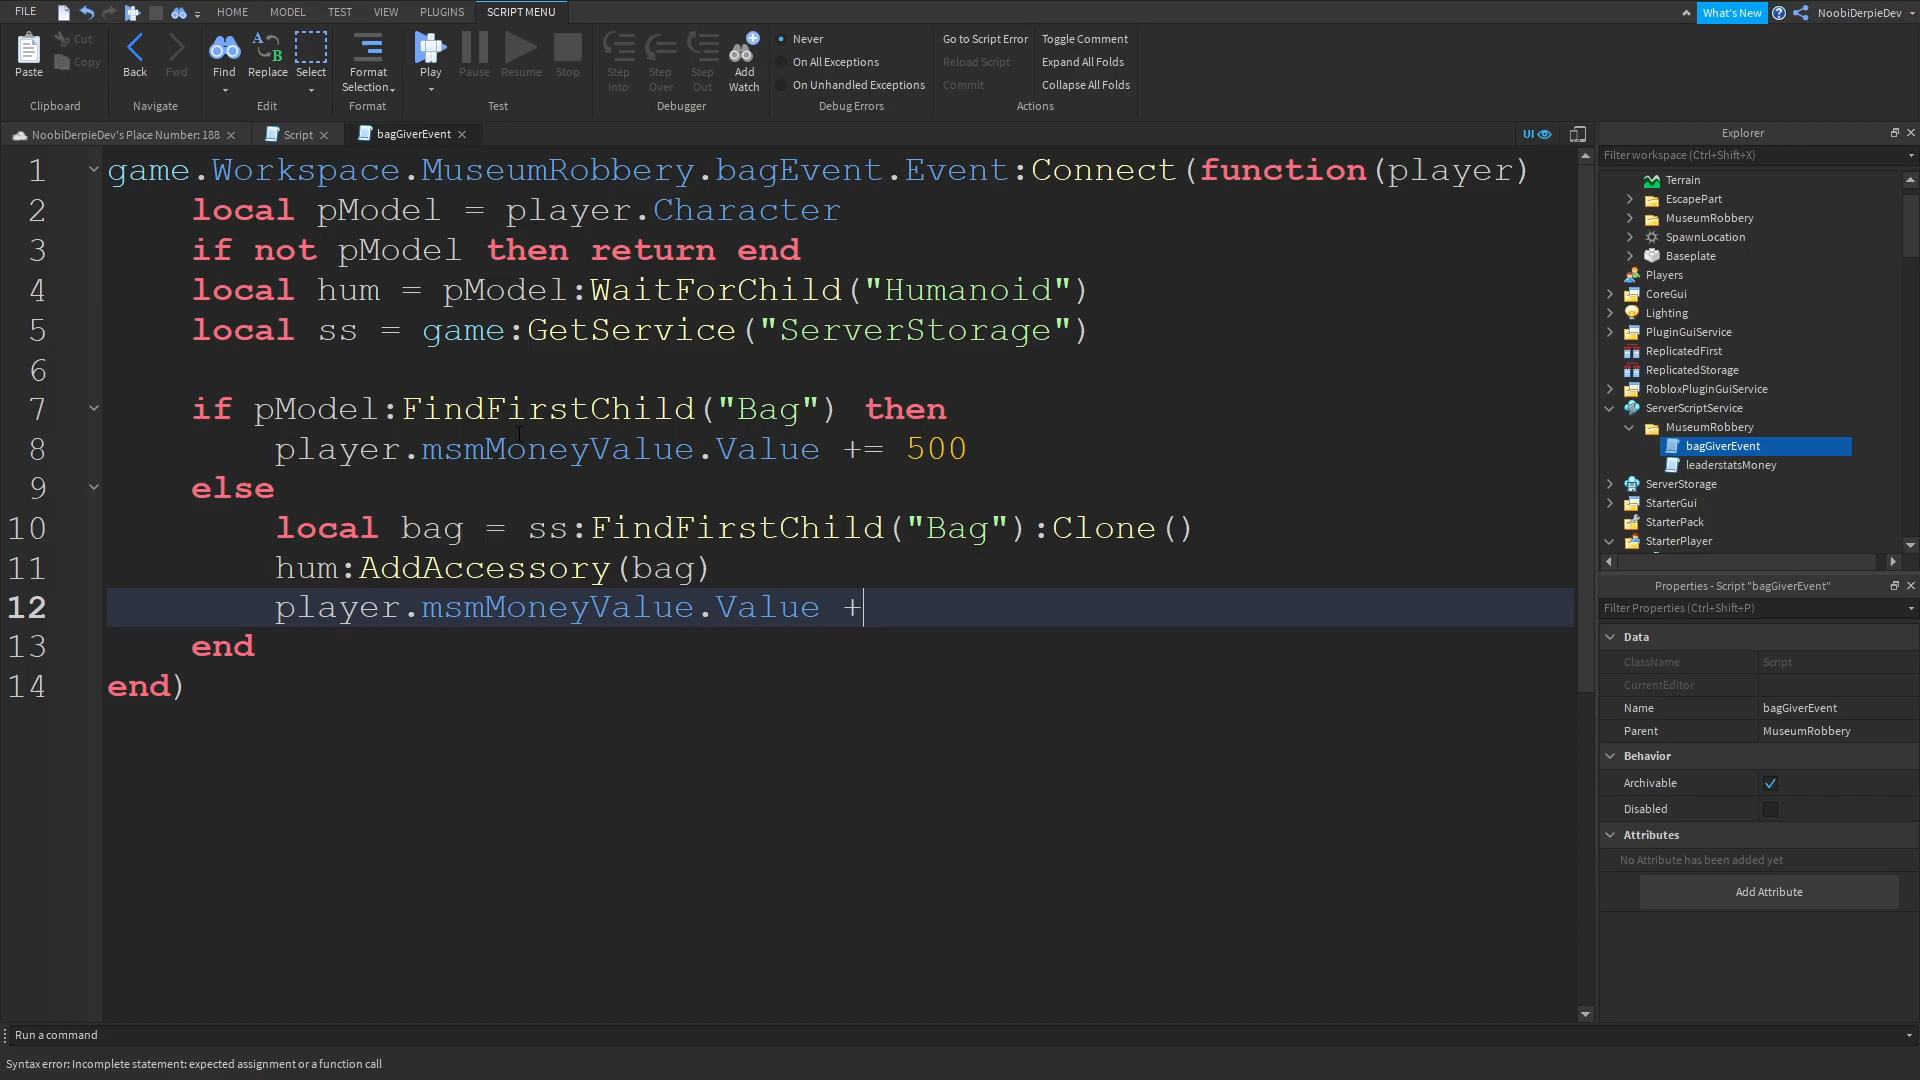 FILE HOME MODEL TEST VIEW PLUGINS SCRIPT MENU What's New NoobiDerpieDev
Paste Cut Copy Back Fwd Find Replace Select Format Selection Play Pause Resume Stop Step Into Step Over Step Out Add Watch
Never Go to Script Error Toggle Comment
On All Exceptions Reload Script Expand All Folds
On Unhandled Exceptions Commit Collapse All Folds
Clipboard Navigate Edit Format Test Debugger Debug Errors Actions
NoobiDerpieDev's Place Number: 188 Script bagGiverEvent UI
1 game.Workspace.MuseumRobbery.bagEvent.Event:Connect(function(player)
2 local pModel = player.Character
3 if not pModel then return end
4 local hum = pModel:WaitForChild("Humanoid")
5 local ss = game:GetService("ServerStorage")
6
7 if pModel:FindFirstChild("Bag") then
8 player.msmMoneyValue.Value += 500
9 else
10 local bag = ss:FindFirstChild("Bag"):Clone()
11 hum:AddAccessory(bag)
12 player.msmMoneyValue.Value +
13 end
14 end)
Explorer
Filter workspace (Ctrl+Shift+X)
Terrain
EscapePart
MuseumRobbery
SpawnLocation
Baseplate
Players
CoreGui
Lighting
PluginGuiService
ReplicatedFirst
ReplicatedStorage
RobloxPluginGuiService
ServerScriptService
MuseumRobbery
bagGiverEvent
leaderstatsMoney
ServerStorage
StarterGui
StarterPack
StarterPlayer
Properties - Script "bagGiverEvent"
Filter Properties (Ctrl+Shift+P)
Data
ClassName Script
CurrentEditor
Name bagGiverEvent
Parent MuseumRobbery
Behavior
Archivable
Disabled
Attributes
No Attribute has been added yet
Add Attribute
Run a command
Syntax error: Incomplete statement: expected assignment or a function call